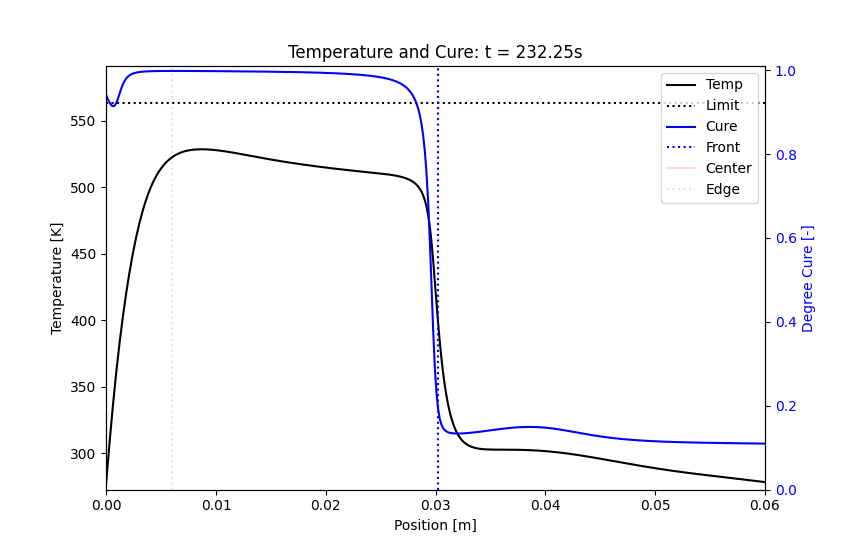 Temperature and Cure: t = 232.25s
Temp
Limit
Cure
Front
Center
Edge
Temperature [K]
550
500
450
400
350
300
Degree Cure [-]
1.0
0.8
0.6
0.4
0.2
0.0
0.00 0.01 0.02 0.03 0.04 0.05 0.06
Position [m]